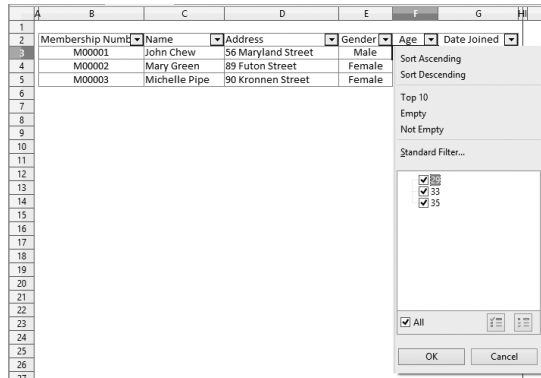 A B C D E F G H I
1
2 Membership Numb Name Address Gender Age Date Joined
3 M00001 John Chew 56 Maryland Street Male
4 M00002 Mary Green 89 Futon Street Female
5 M00003 Michelle Pipe 90 Kronnen Street Female
6
7
8
9
10
11
12
13
14
15
16
17
18
19
20
21
22
23
24
25
26
27
Sort Ascending
Sort Descending
Top 10
Empty
Not Empty
Standard Filter...
33
35
All
OK Cancel